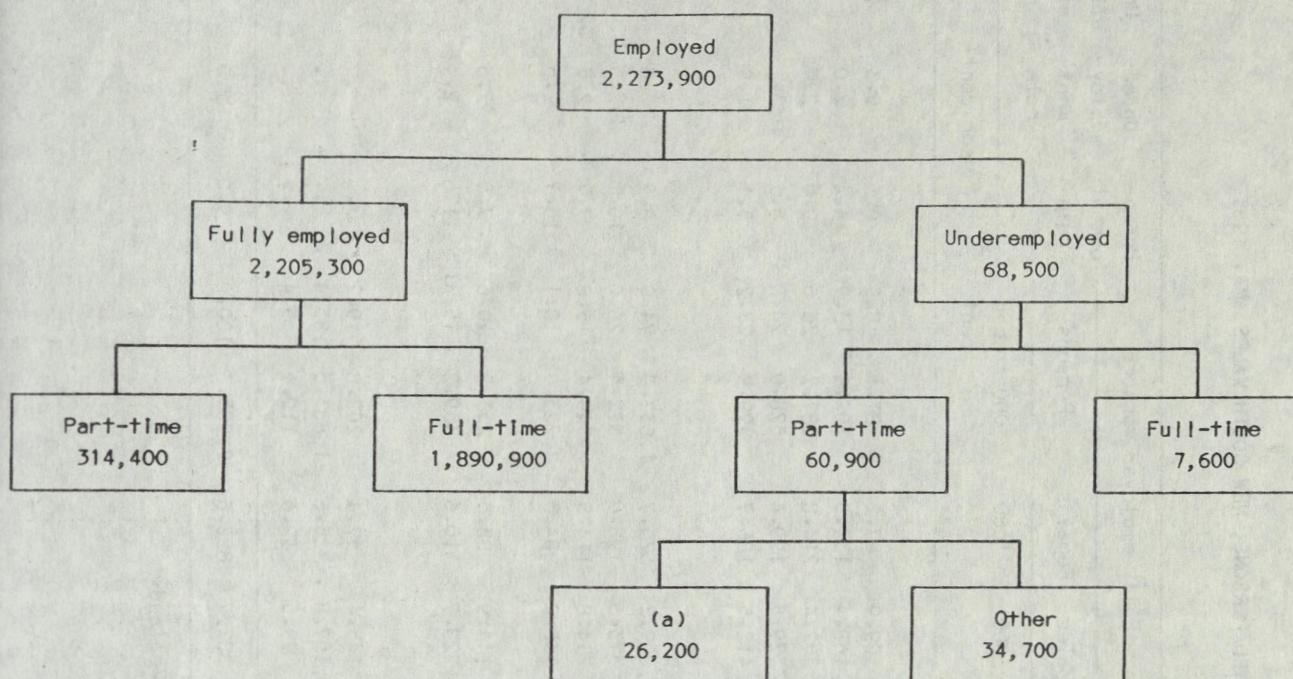 Employed
2,273,900
Fully employed
2,205,300
Underemployed
68,500
Part-time
314,400
Full-time
1,890,900
Part-time
60,900
Full-time
7,600
(a)
26,200
Other
34,700